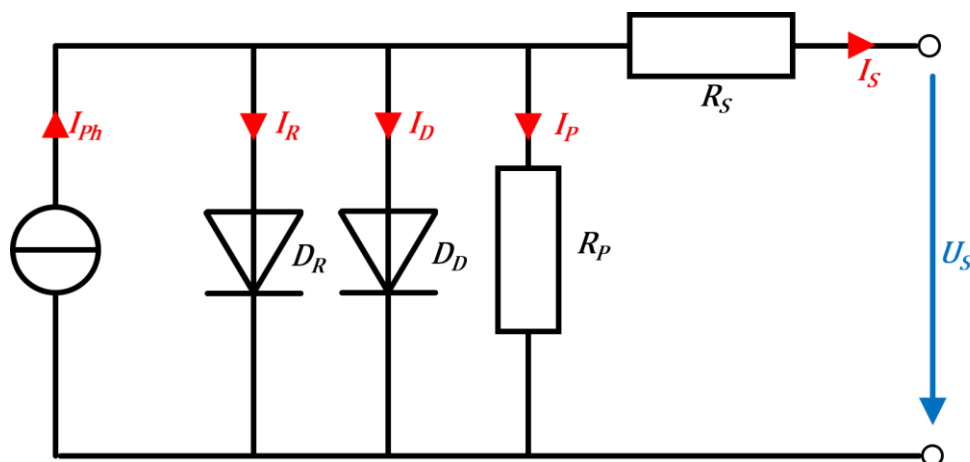 R_S
I_S
I_Ph
I_R
I_D
I_P
D_R
D_D
R_P
U_S